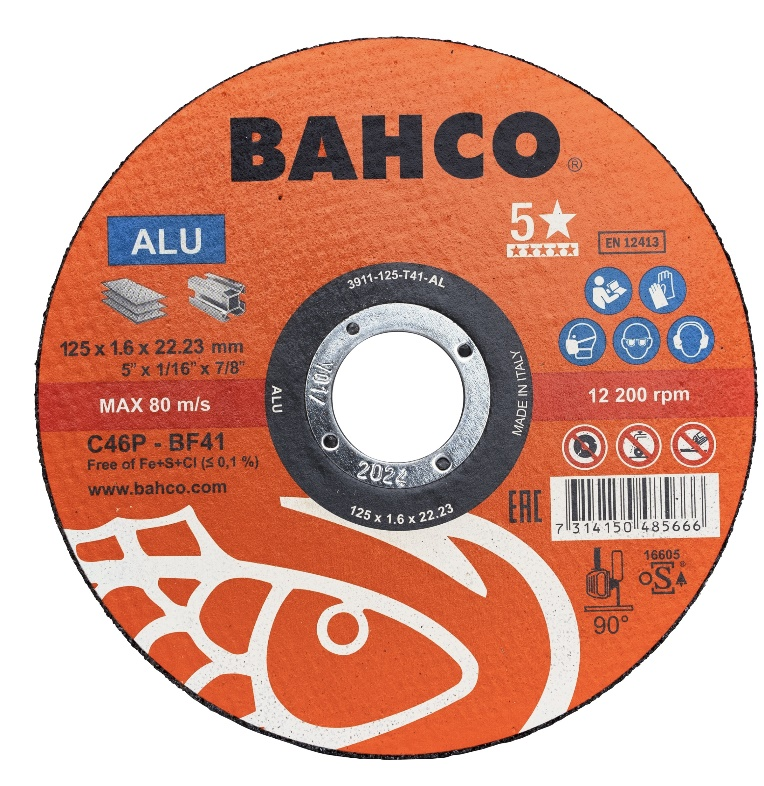 BAHCO®
5
ALU
EN 12413
3911-125-T41-AL
125 x 1.6 x 22.23 mm
5" x 1/16" x 7/8"
ALU
MADE IN ITALY
MAX 80 m/s
12 200 rpm
C46P - BF41
Free of Fe+S+Cl (≤ 0,1 %)
www.bahco.com
V017
2024
125 x 1.6 x 22.23
EAC
7 314150 485666
16605
oSa
90°